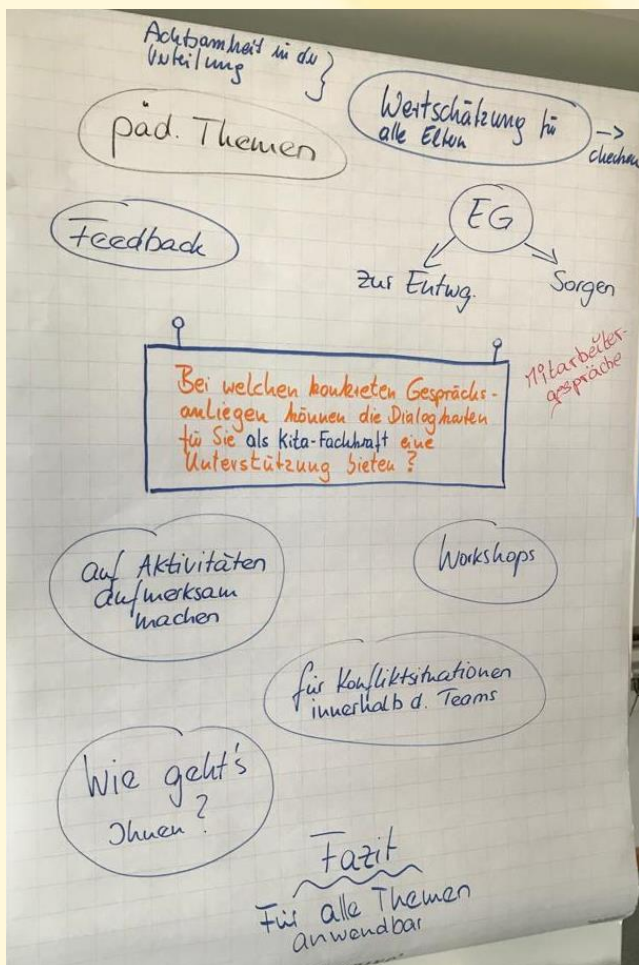 Achtsamheit in der
Verteilung
Wertschätzung für
alle Eltern
→ checken
päd. Themen
Feedback
EG
zur Entwg.
Sorgen
Mitarbeiter-
gespräche
Bei welchen konkreten Gesprächs-
anliegen können die Dialogkarten
für Sie als Kita-Fachkraft eine
Unterstützung bieten?
auf Aktivitäten
aufmerksam
machen
Workshops
für Konfliktsituationen
innerhalb d. Teams
Wie geht's
Ihnen?
Fazit
Für alle Themen
anwendbar